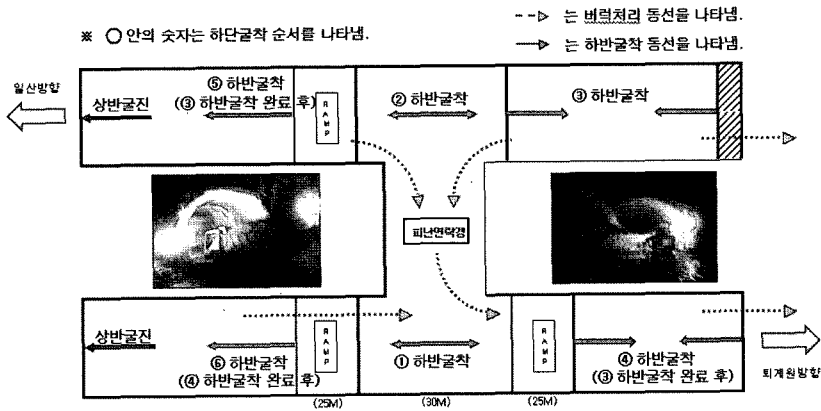 ※ ○ 안의 숫자는 하단굴착 순서를 나타냄.
는 버럭처리 동선을 나타냄.
는 하반굴착 동선을 나타냄.
일산방향
상반굴진
⑤ 하반굴착
(③ 하반굴착 완료 후)
RAMP
② 하반굴착
③ 하반굴착
피난연락갱
상반굴진
⑥ 하반굴착
(④ 하반굴착 완료 후)
RAMP
① 하반굴착
RAMP
④ 하반굴착
(③ 하반굴착 완료 후)
퇴계원방향
(25M)
(30M)
(25M)